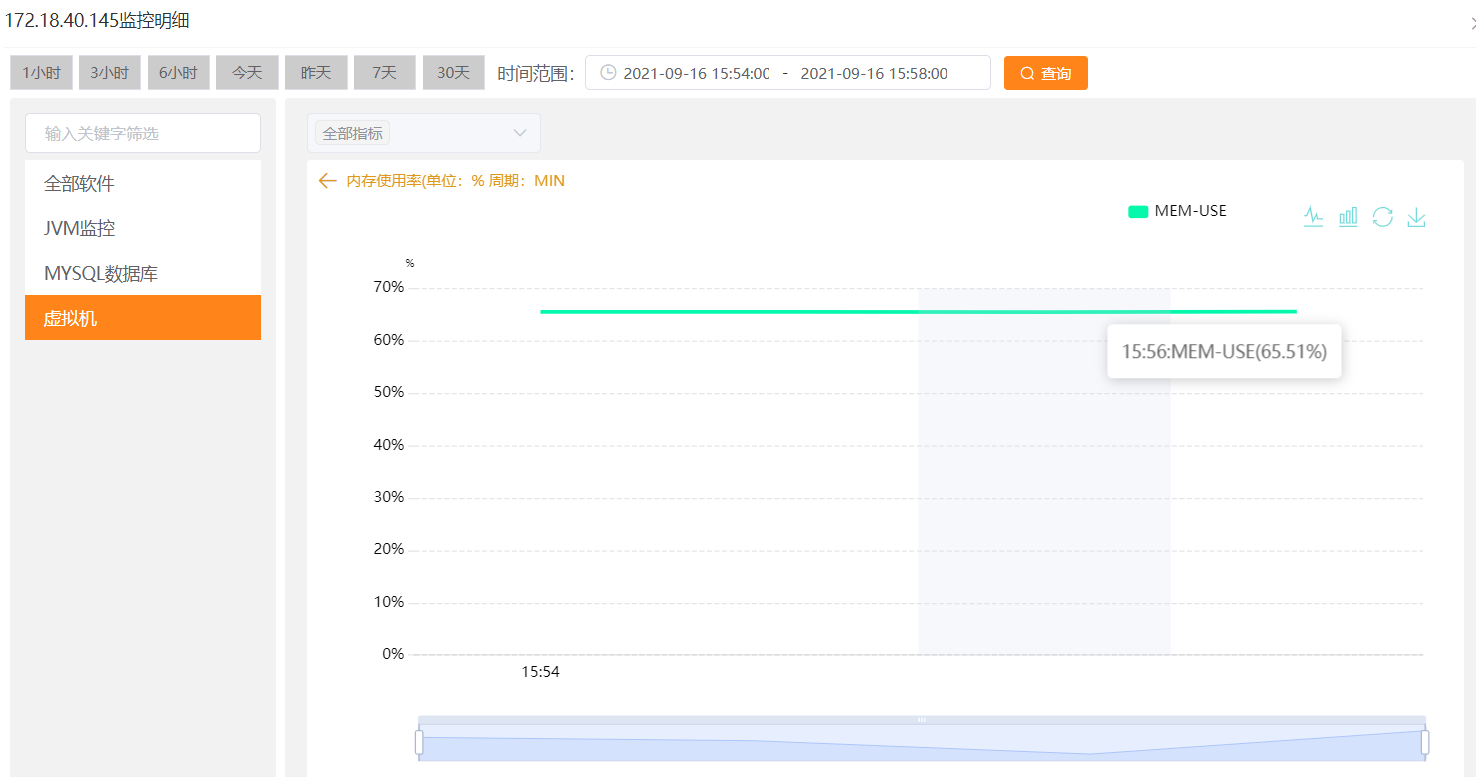 172.18.40.145监控明细
1小时 3小时 6小时 今天 昨天 7天 30天 时间范围： 2021-09-16 15:54:00 - 2021-09-16 15:58:00 查询
输入关键字筛选
全部软件
JVM监控
MYSQL数据库
虚拟机
全部指标
内存使用率(单位：% 周期：MIN
MEM-USE
%
70%
60%
15:56:MEM-USE(65.51%)
50%
40%
30%
20%
10%
0%
15:54